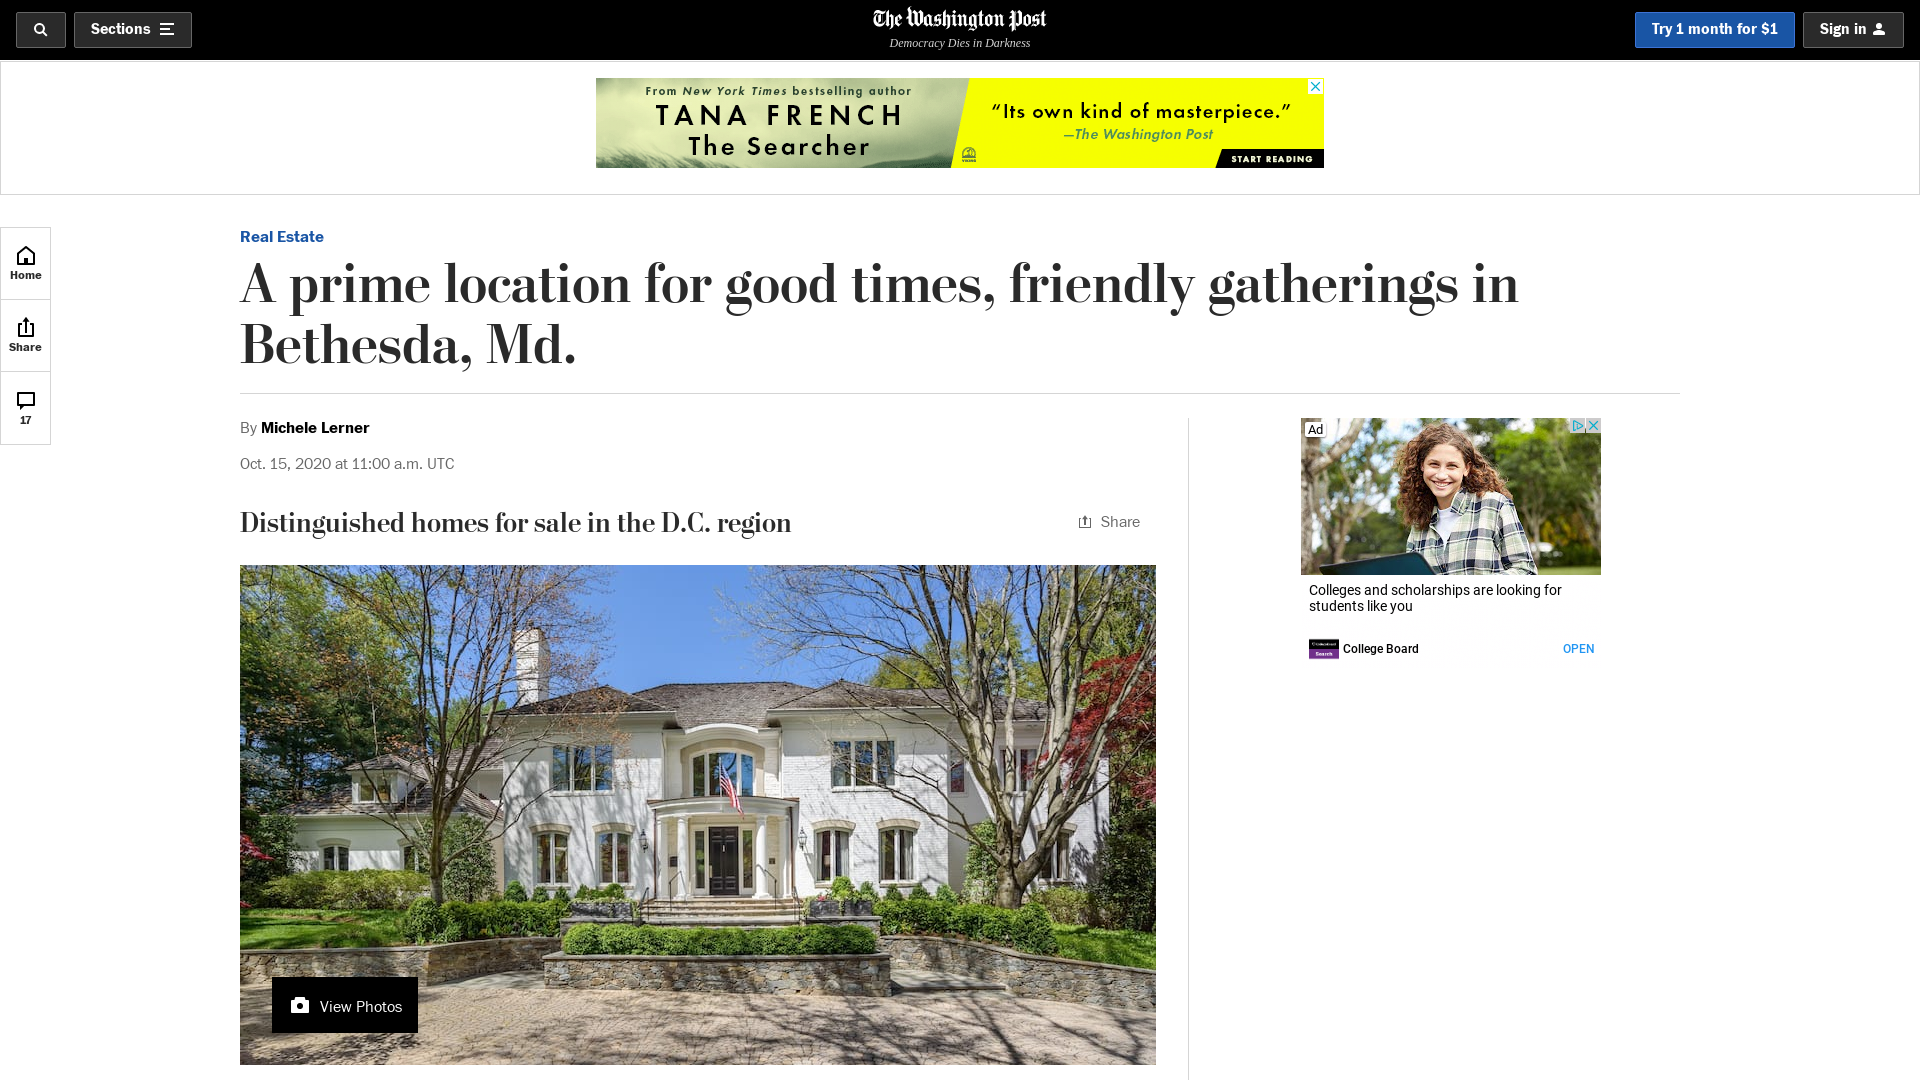 Sections
The Washington Post
Democracy Dies in Darkness
Try 1 month for $1
Sign in
From New York Times bestselling author
TANA FRENCH
The Searcher
“Its own kind of masterpiece.”
—The Washington Post
VIKING
START READING
Home
Share
17
Real Estate
A prime location for good times, friendly gatherings in
Bethesda, Md.
By Michele Lerner
Oct. 15, 2020 at 11:00 a.m. UTC
Distinguished homes for sale in the D.C. region
Share
View Photos
Ad
Colleges and scholarships are looking for
students like you
College Board
OPEN